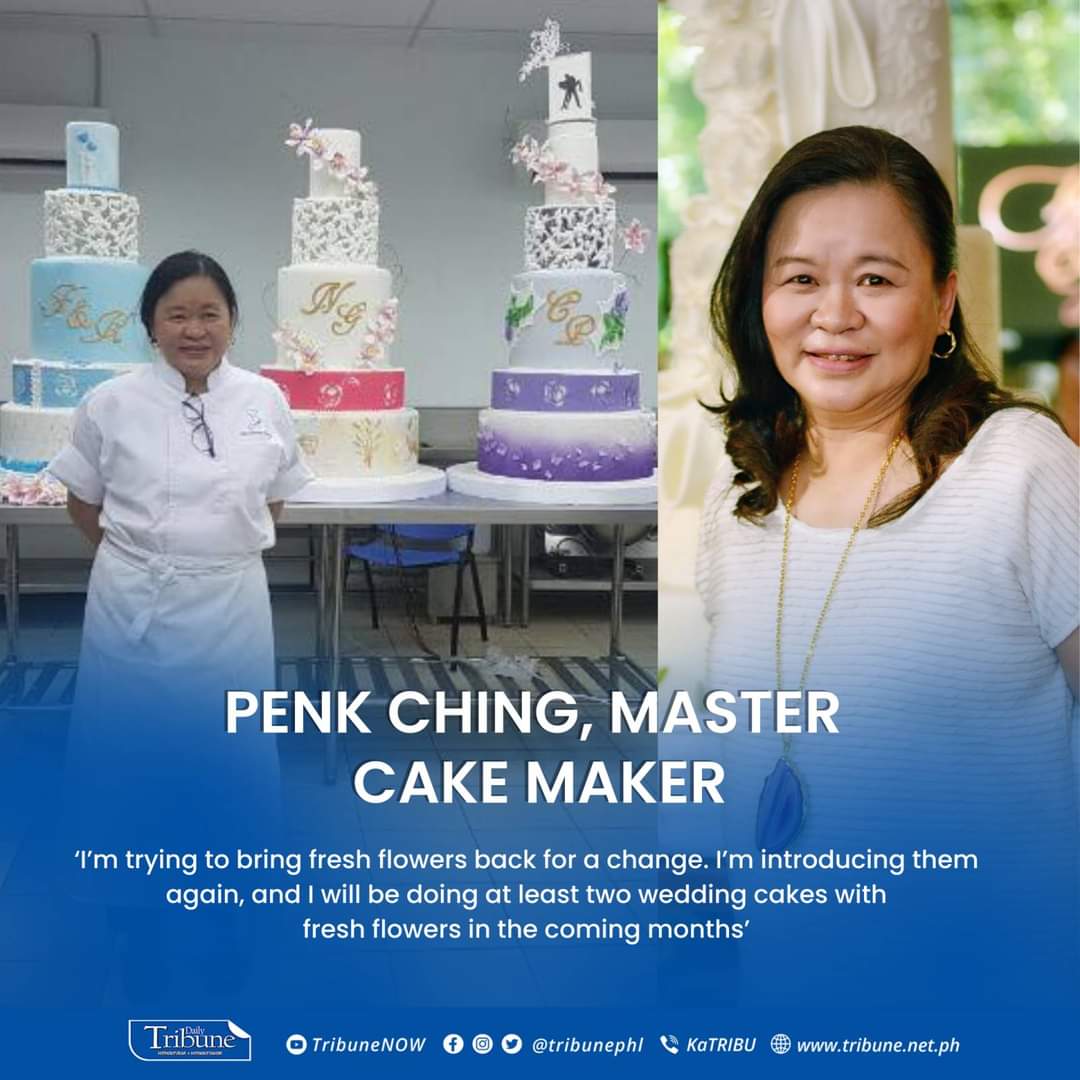 F & R
N G
C P
PENK CHING, MASTER
CAKE MAKER
‘I’m trying to bring fresh flowers back for a change. I’m introducing them
again, and I will be doing at least two wedding cakes with
fresh flowers in the coming months’
Daily
Tribune
TribuneNOW
@tribunephl
KaTRIBU
www.tribune.net.ph